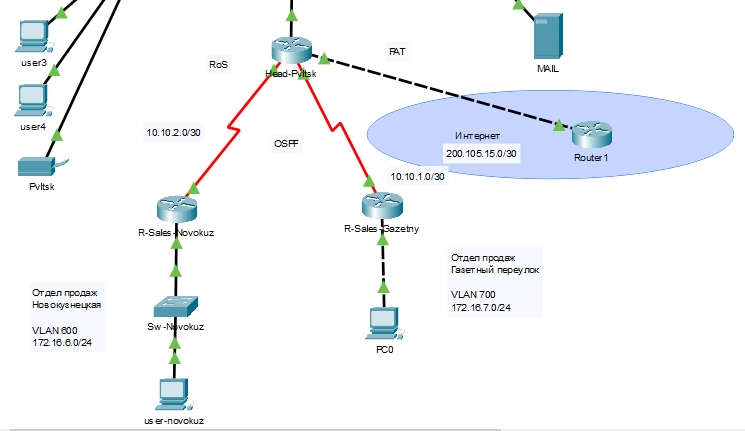 user3
user4
Pvltsk
RoS
Head-Pvltsk
PAT
MAIL
10.10.2.0/30
OSPF
Интернет
200.105.15.0/30
Router1
10.10.1.0/30
R-Sales-Novokuz
R-Sales-Gazetny
Отдел продаж
Газетный переулок
VLAN 700
172.16.7.0/24
Отдел продаж
Новокузнецкая
VLAN 600
172.16.6.0/24
Sw-Novokuz
PC0
user-novokuz